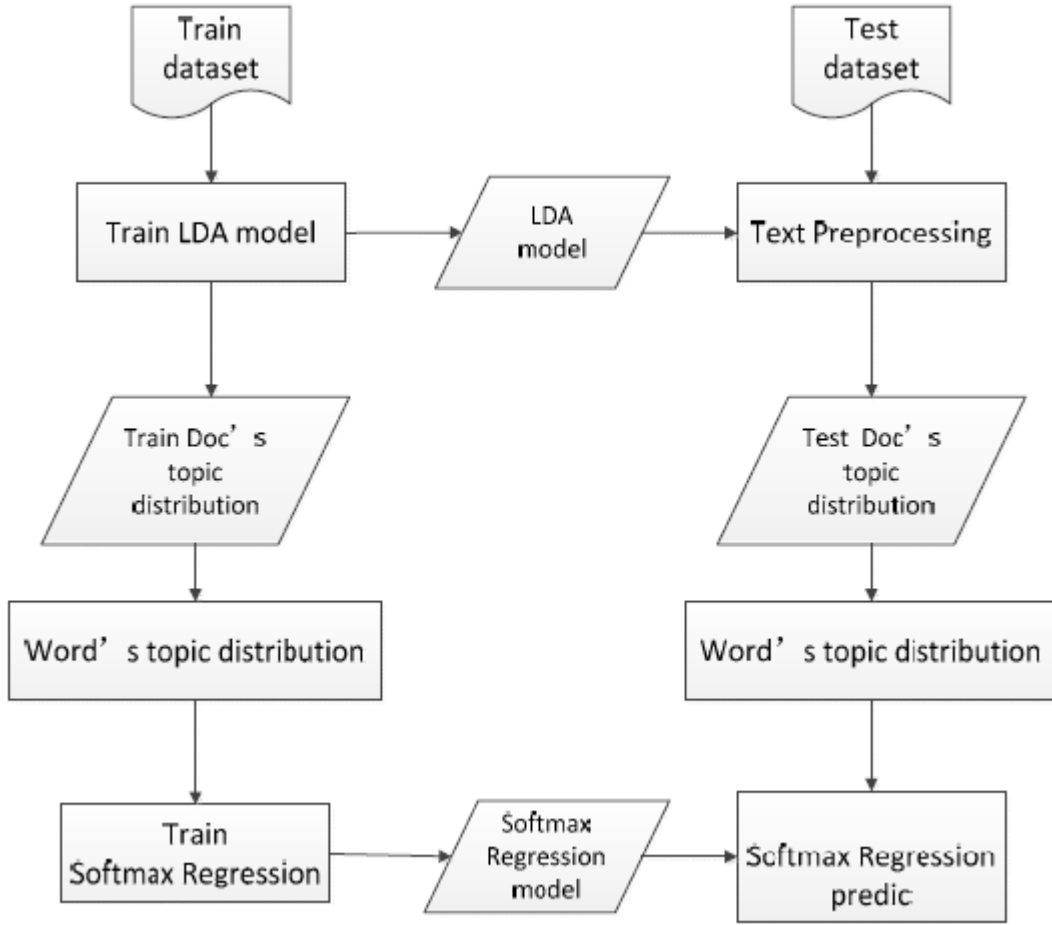 Train
dataset
Test
dataset
Train LDA model
LDA
model
Text Preprocessing
Train Doc’s
topic
distribution
Test Doc’s
topic
distribution
Word’s topic distribution
Word’s topic distribution
Train
Softmax Regression
Softmax
Regression
model
Softmax Regression
predic